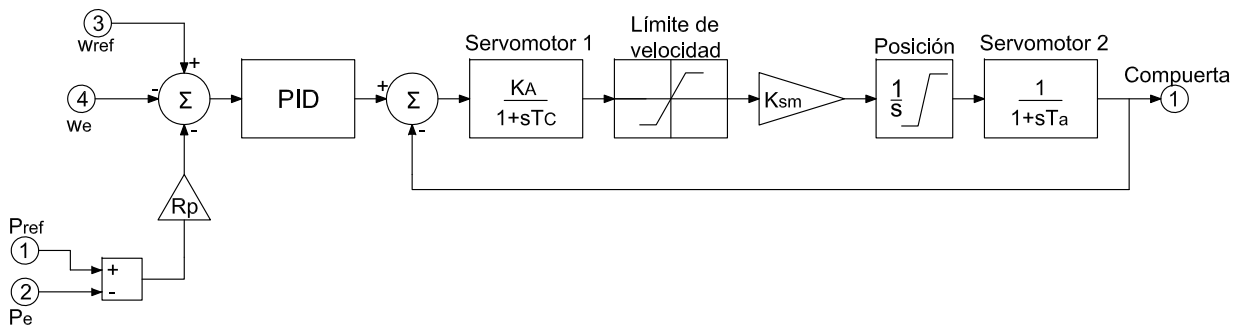 3
Wref
+
-
Σ
-
4
We
PID
+
Σ
-
Servomotor 1
KA
1+sTC
Límite de
velocidad
Ksm
Posición
1
s
Servomotor 2
1
1+sTa
Compuerta
1
Rp
Pref
1
+
-
2
Pe